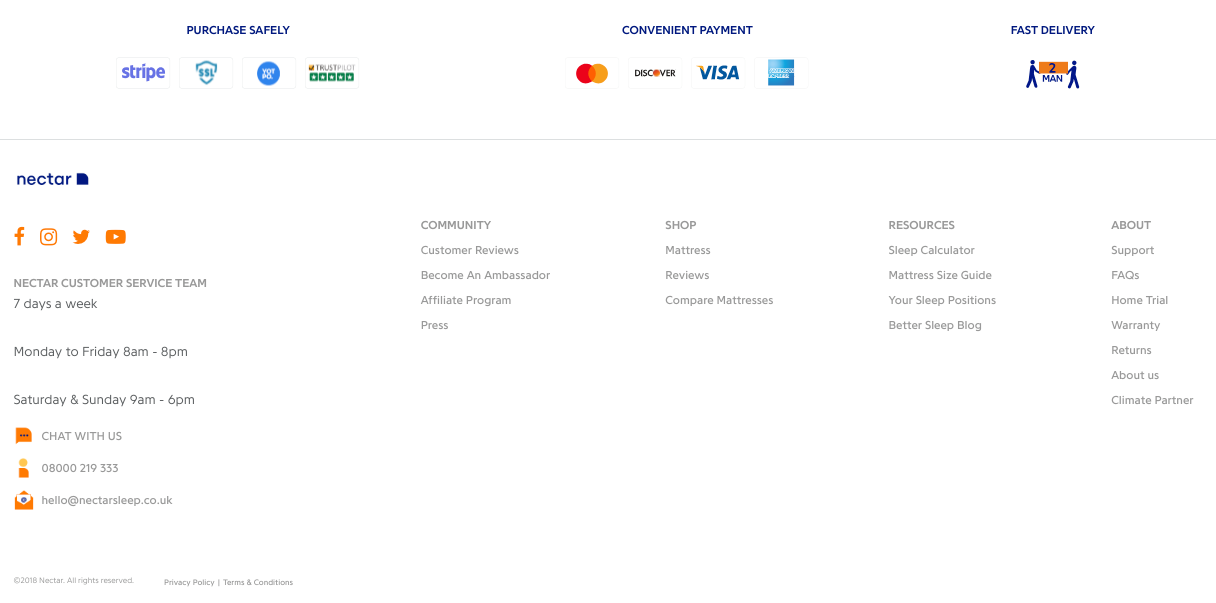 PURCHASE SAFELY
CONVENIENT PAYMENT
FAST DELIVERY
stripe
SSL
TRUSTPILOT
DISCOVER
VISA
2
MAN
nectar
NECTAR CUSTOMER SERVICE TEAM
7 days a week
Monday to Friday 8am - 8pm
Saturday & Sunday 9am - 6pm
CHAT WITH US
08000 219 333
hello@nectarsleep.co.uk
COMMUNITY
Customer Reviews
Become An Ambassador
Affiliate Program
Press
SHOP
Mattress
Reviews
Compare Mattresses
RESOURCES
Sleep Calculator
Mattress Size Guide
Your Sleep Positions
Better Sleep Blog
ABOUT
Support
FAQs
Home Trial
Warranty
Returns
About us
Climate Partner
©2018 Nectar. All rights reserved.
Privacy Policy | Terms & Conditions